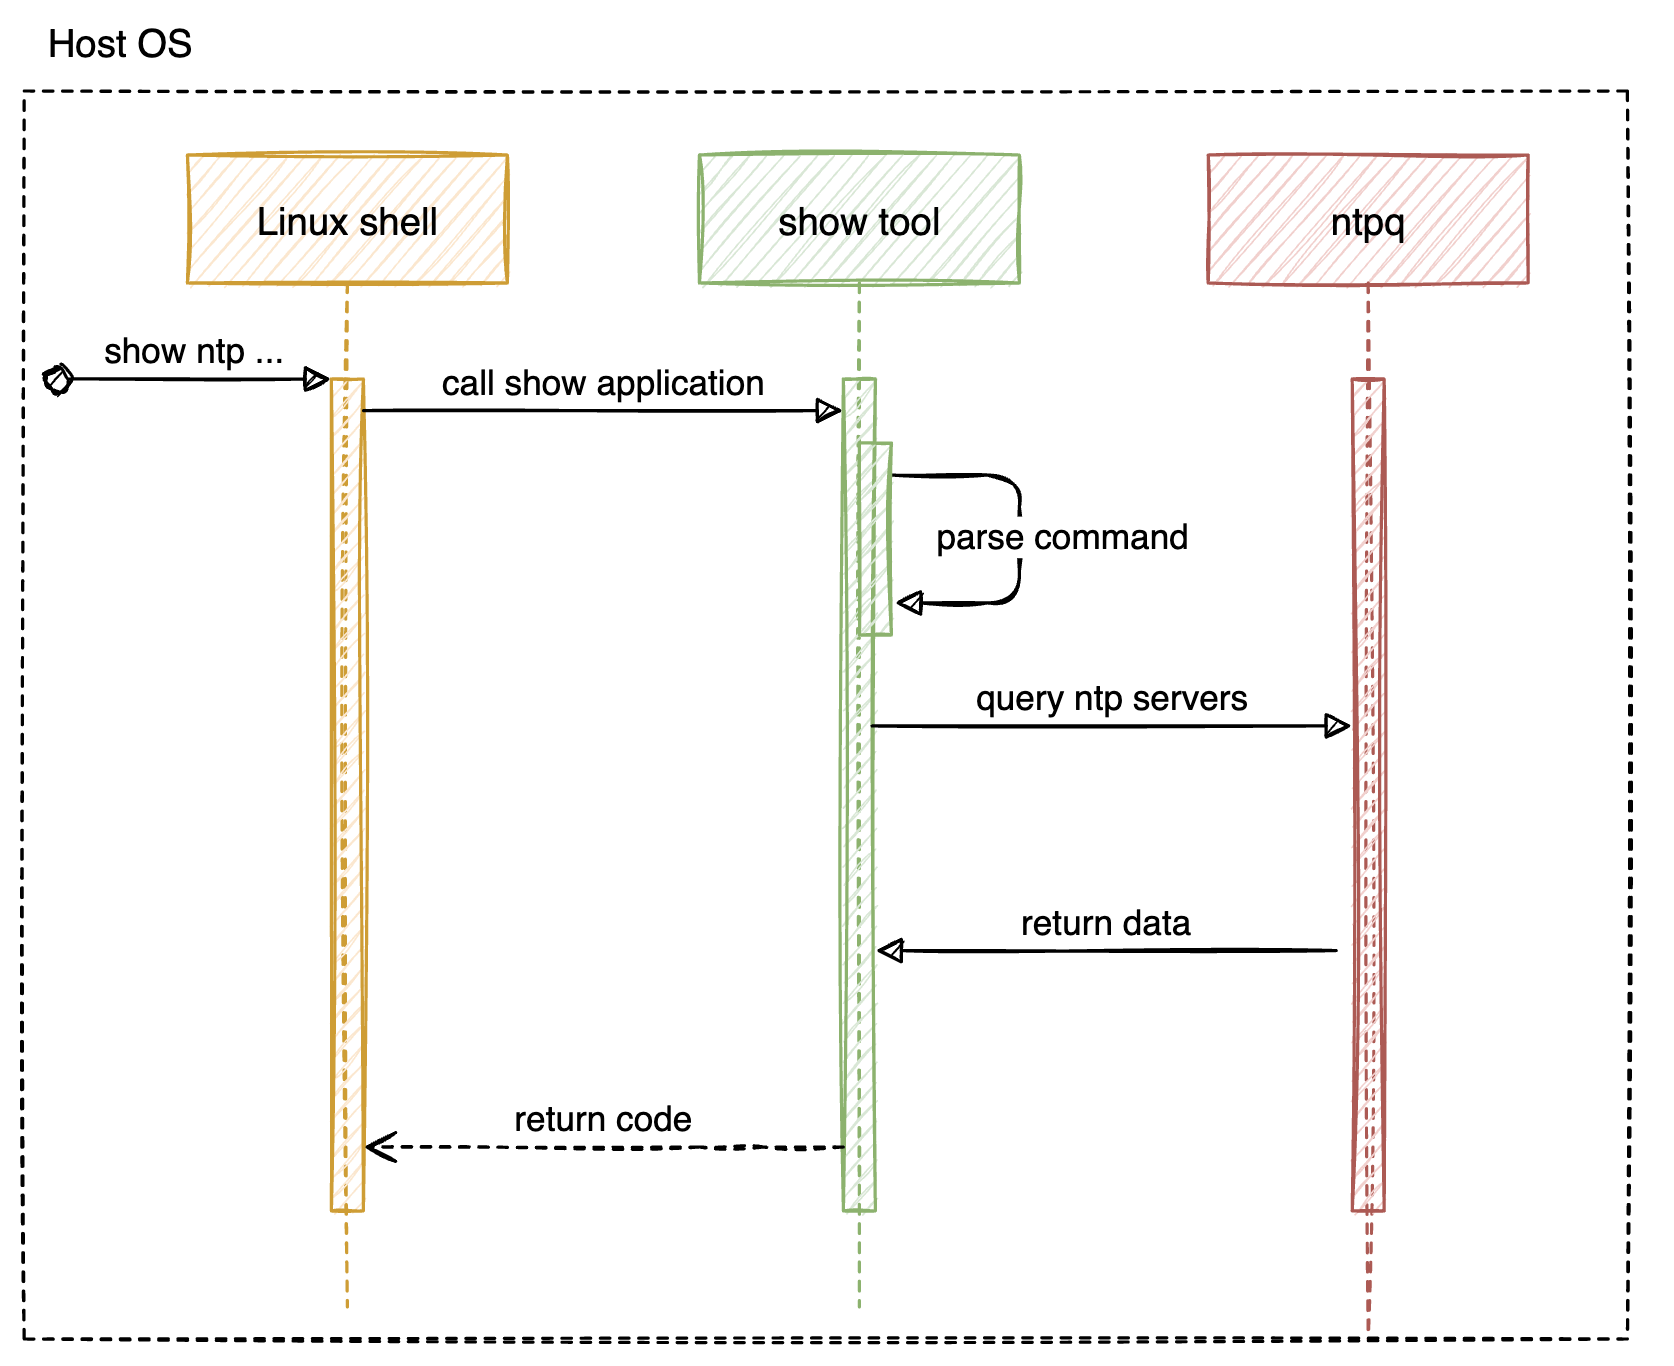 Host OS
Linux shell
show tool
ntpq
show ntp ...
call show application
parse command
query ntp servers
return data
return code